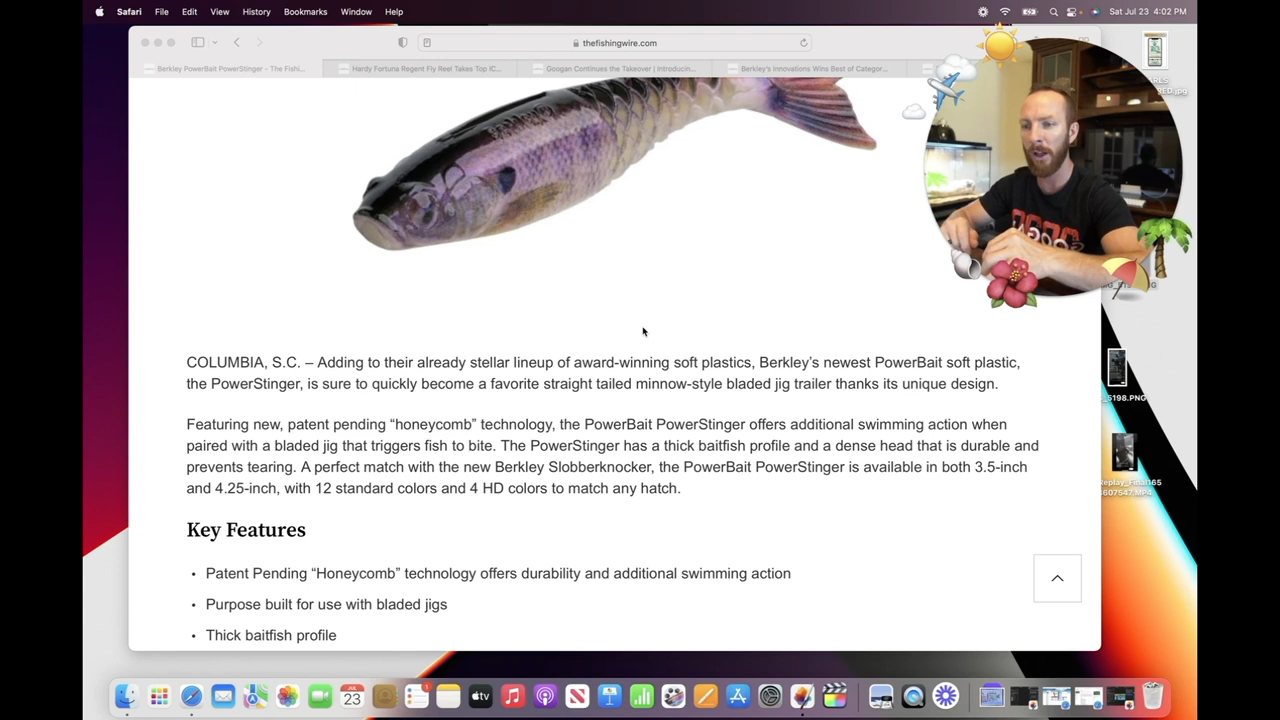 Safari File Edit View History Bookmarks Window Help Sat Jul 23 4:02 PM
thefishingwire.com
Berkley PowerBait PowerStinger - The Fishi... Hardy Fortuna Regent Fly Reel Takes Top IC... Googan Continues the Takeover | Introducin... Berkley's Innovations Wins Best of Categor...
COLUMBIA, S.C. – Adding to their already stellar lineup of award-winning soft plastics, Berkley’s newest PowerBait soft plastic,
the PowerStinger, is sure to quickly become a favorite straight tailed minnow-style bladed jig trailer thanks its unique design.
Featuring new, patent pending “honeycomb” technology, the PowerBait PowerStinger offers additional swimming action when
paired with a bladed jig that triggers fish to bite. The PowerStinger has a thick baitfish profile and a dense head that is durable and
prevents tearing. A perfect match with the new Berkley Slobberknocker, the PowerBait PowerStinger is available in both 3.5-inch
and 4.25-inch, with 12 standard colors and 4 HD colors to match any hatch.
Key Features
• Patent Pending “Honeycomb” technology offers durability and additional swimming action
• Purpose built for use with bladed jigs
• Thick baitfish profile
5198.PNG
eplay_Final165
607547.MP4
JUL
23
1
tv